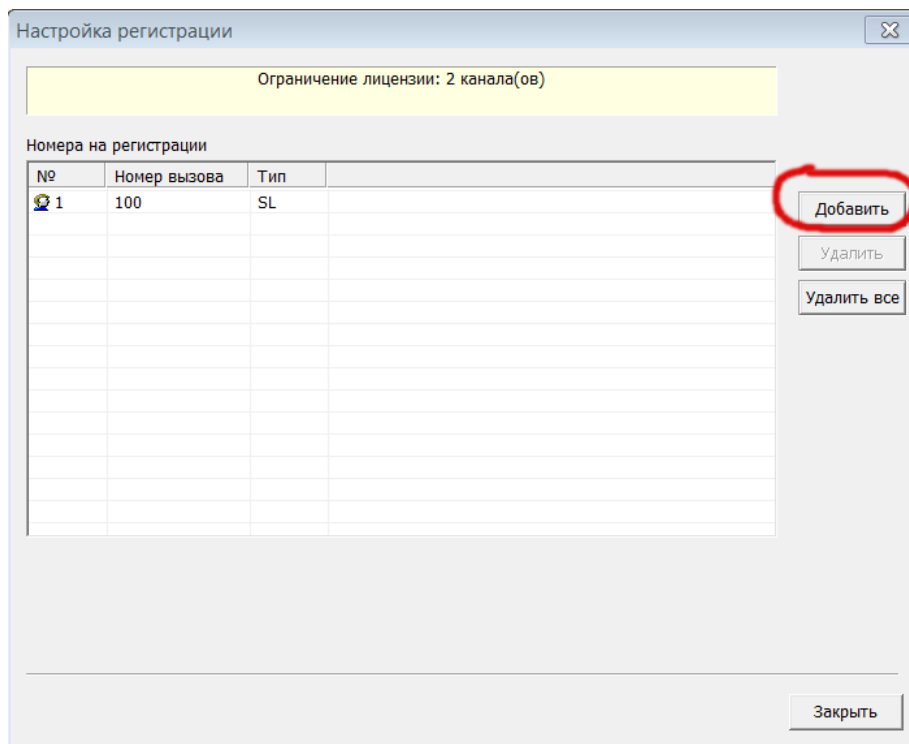 Настройка регистрации
Ограничение лицензии: 2 канала(ов)
Номера на регистрации
№ Номер вызова Тип
1 100 SL
Добавить
Удалить
Удалить все
Закрыть